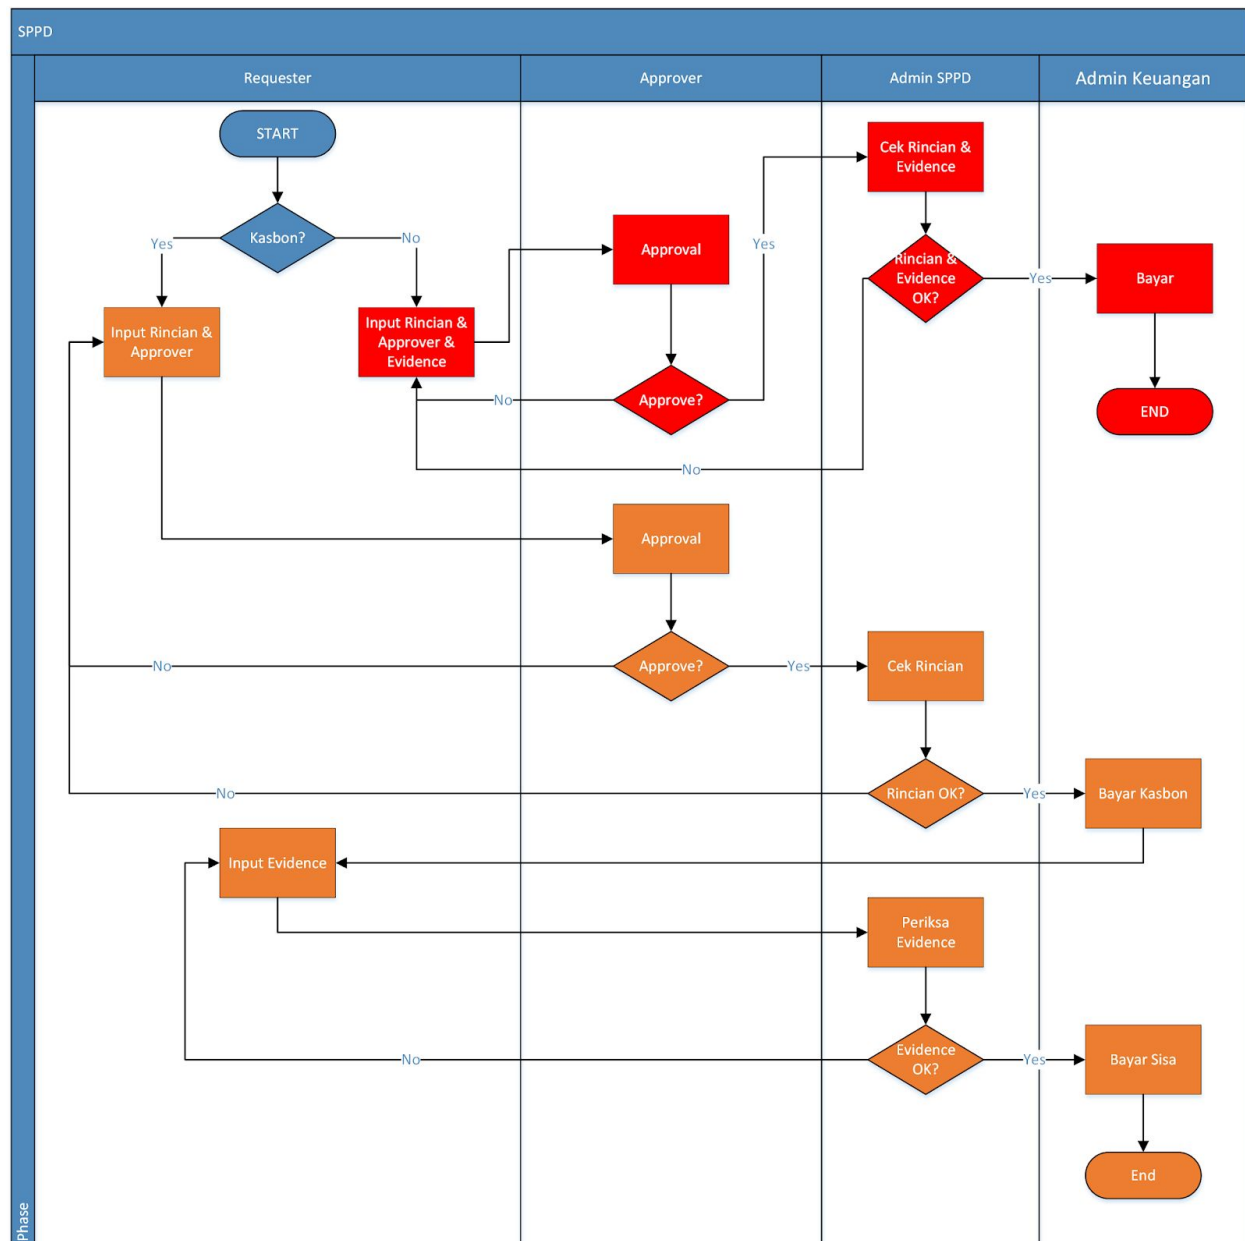 SPPD
Requester
Approver
Admin SPPD
Admin Keuangan
START
Cek Rincian &
Evidence
Kasbon?
Yes
No
Approval
Yes
Rincian &
Evidence
OK?
Yes
Bayar
Input Rincian &
Approver
Input Rincian &
Approver &
Evidence
No
Approve?
END
No
Approval
No
Approve?
Yes
Cek Rincian
No
Rincian OK?
Yes
Bayar Kasbon
Input Evidence
Periksa
Evidence
No
Evidence
OK?
Yes
Bayar Sisa
End
Phase